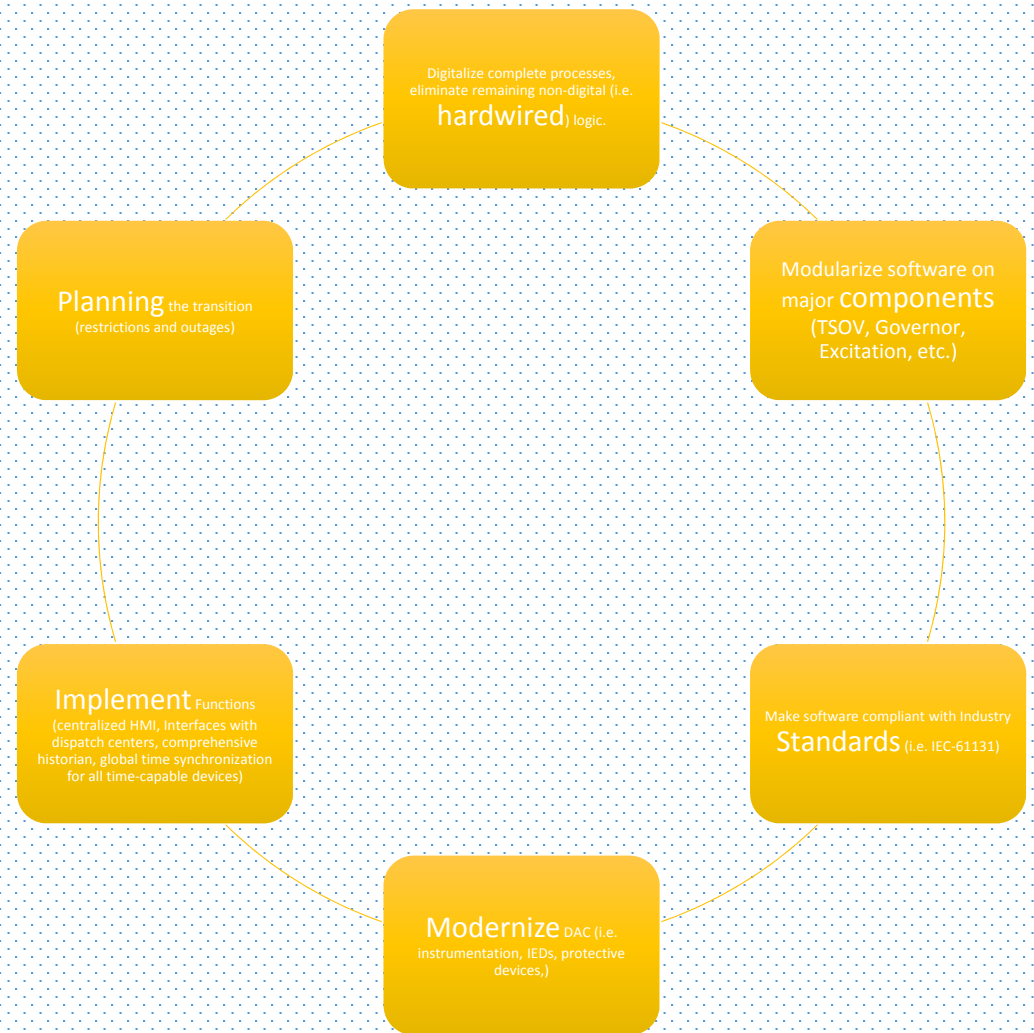 Digitalize complete processes,
eliminate remaining non-digital (i.e.
hardwired) logic.
Modularize software on
major components
(TSOV, Governor,
Excitation, etc.)
Make software compliant with Industry
Standards (i.e. IEC-61131)
Modernize DAC (i.e.
instrumentation, IEDs, protective
devices,)
Implement Functions
(centralized HMI, Interfaces with
dispatch centers, comprehensive
historian, global time synchronization
for all time-capable devices)
Planning the transition
(restrictions and outages)